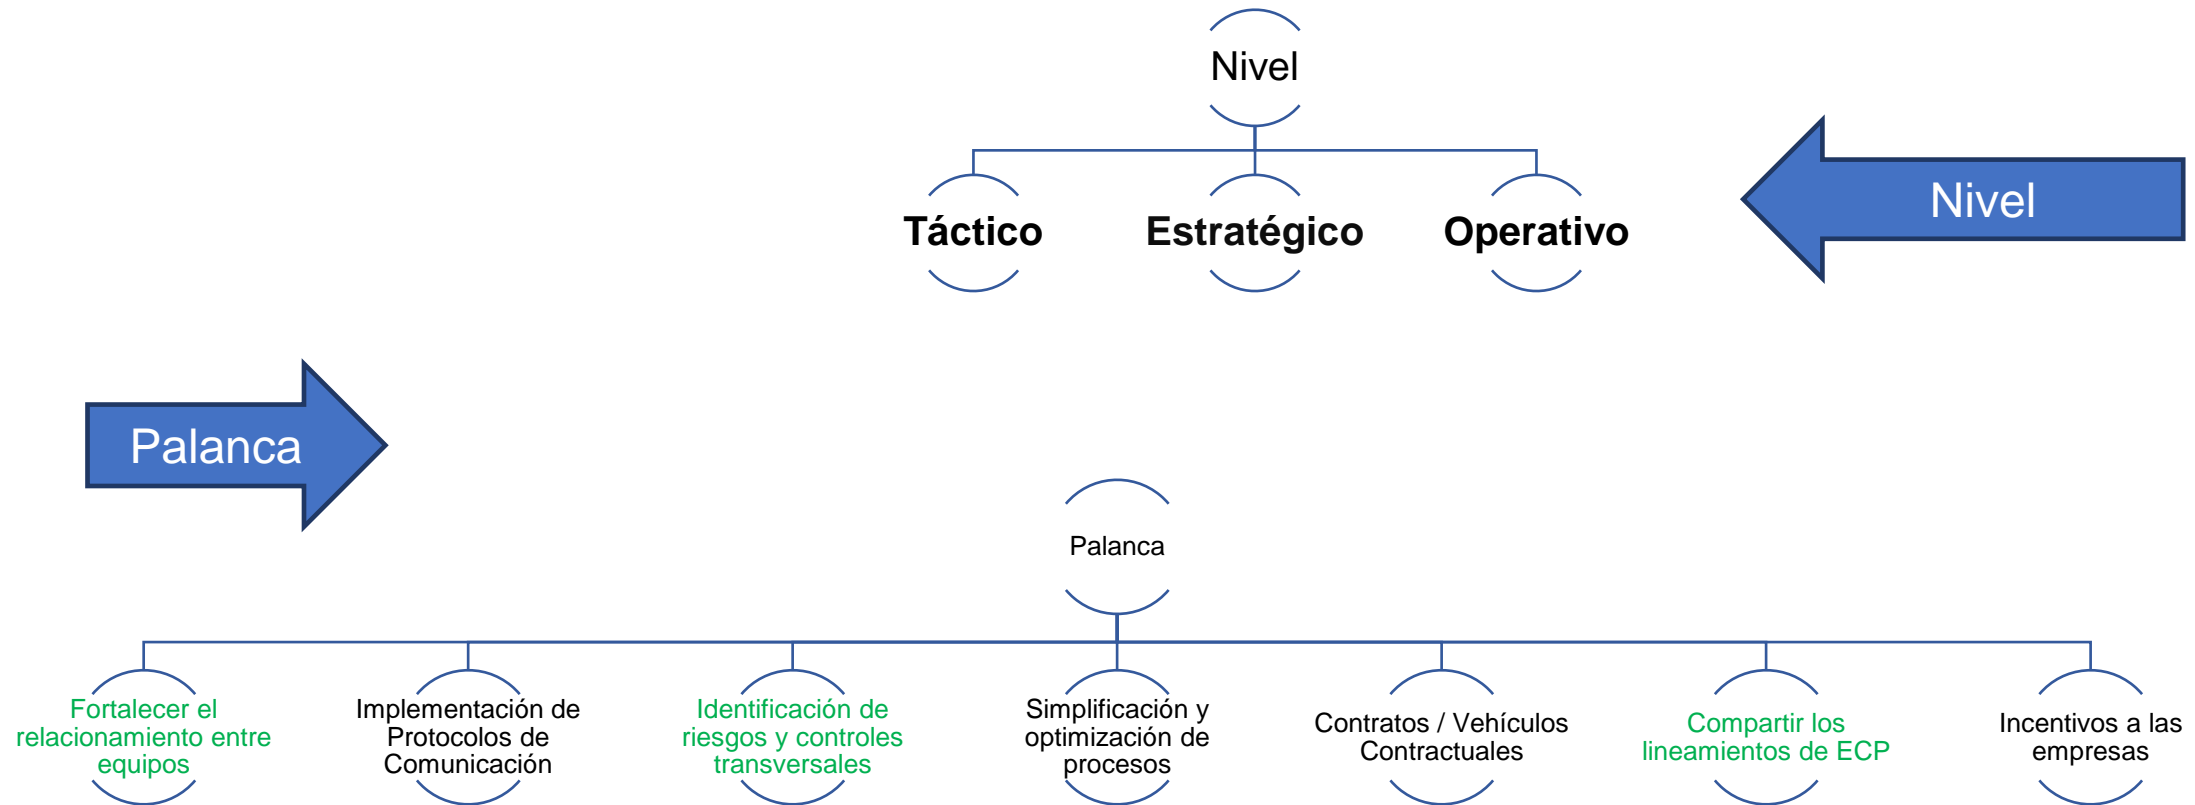 Nivel
Nivel
Táctico
Estratégico
Operativo
Palanca
Palanca
Fortalecer el
relacionamiento entre
equipos
Implementación de
Protocolos de
Comunicación
Identificación de
riesgos y controles
transversales
Simplificación y
optimización de
procesos
Contratos / Vehículos
Contractuales
Compartir los
lineamientos de ECP
Incentivos a las
empresas